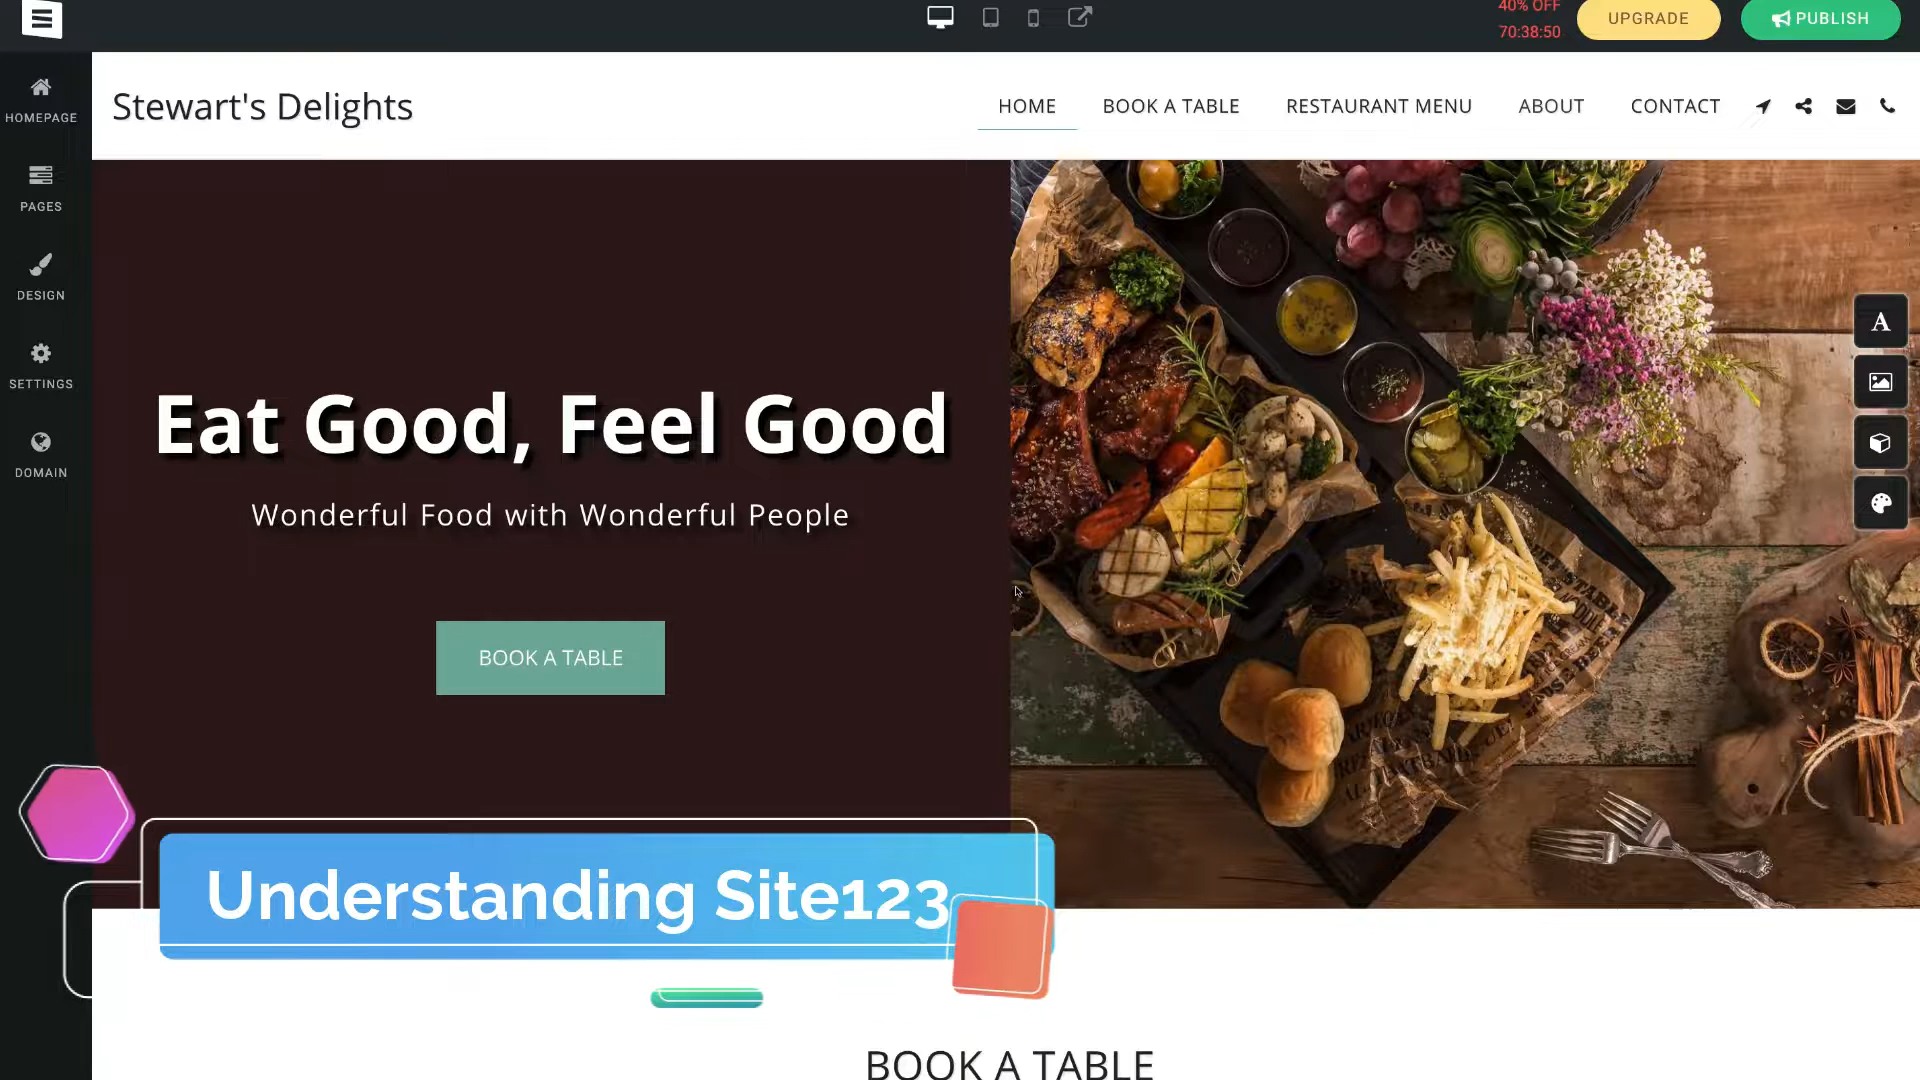 40% OFF
70:38:50
UPGRADE
PUBLISH
HOMEPAGE
PAGES
DESIGN
SETTINGS
DOMAIN
Stewart's Delights
HOME
BOOK A TABLE
RESTAURANT MENU
ABOUT
CONTACT
A
Eat Good, Feel Good
Wonderful Food with Wonderful People
BOOK A TABLE
Understanding Site123
BOOK A TABLE